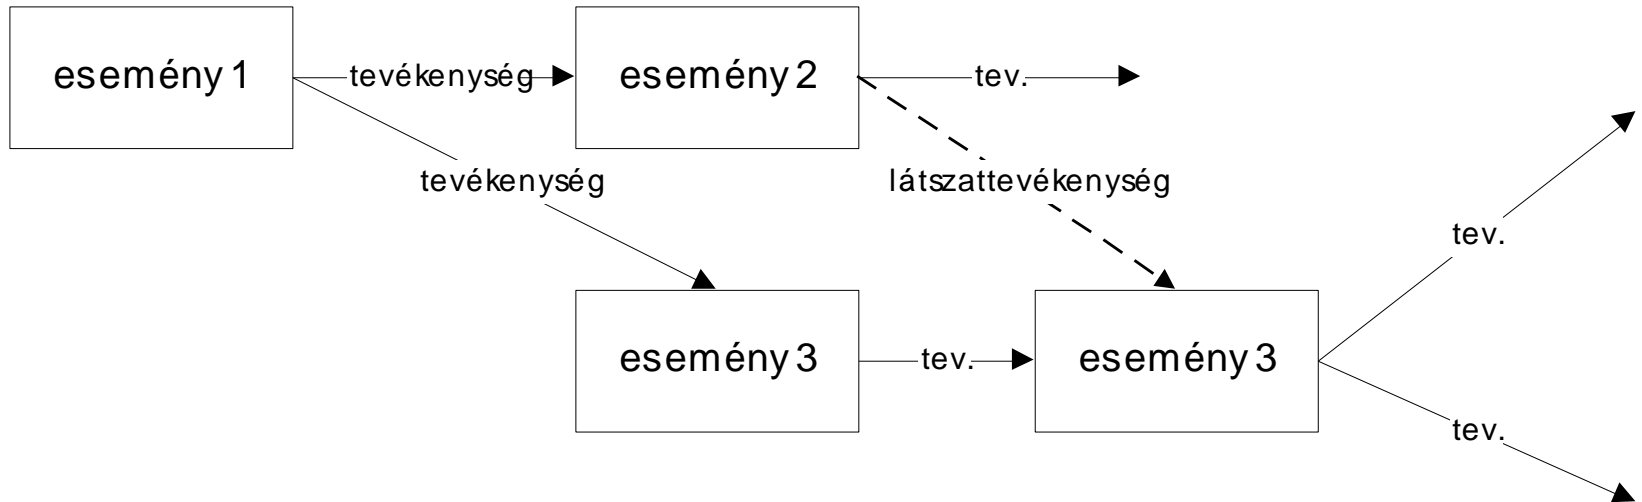 esemény 1
tevékenység
esemény 2
tev.
tevékenység
látszattevékenység
tev.
esemény 3
tev.
esemény 3
tev.